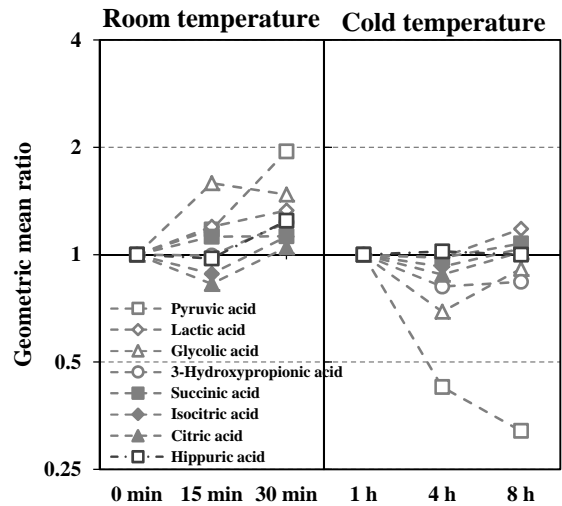 Room temperature
Cold temperature
Geometric mean ratio
4
2
1
0.5
0.25
Pyruvic acid
Lactic acid
Glycolic acid
3-Hydroxypropionic acid
Succinic acid
Isocitric acid
Citric acid
Hippuric acid
0 min 15 min 30 min 1 h 4 h 8 h